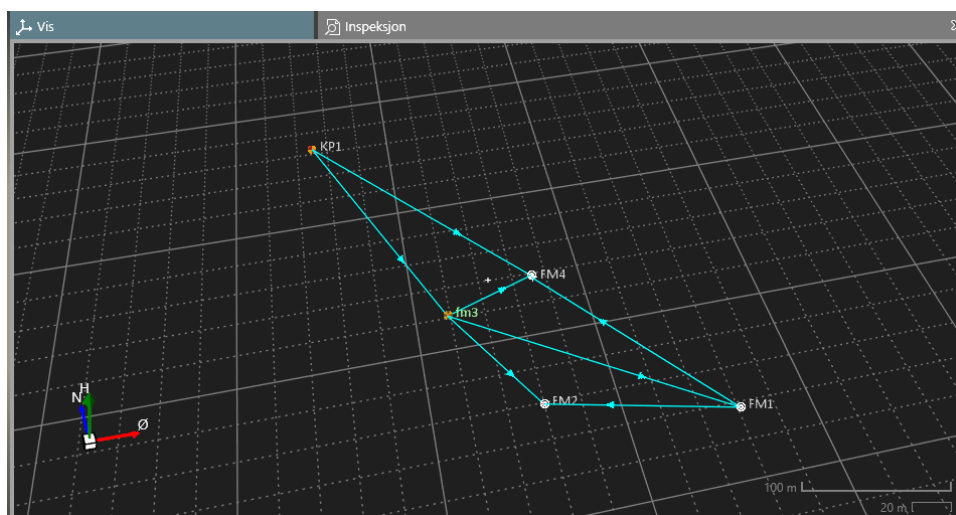 Vis
Inspeksjon
KP1
FM4
fm3
FM2
FM1
H
N
Ø
100 m
20 m